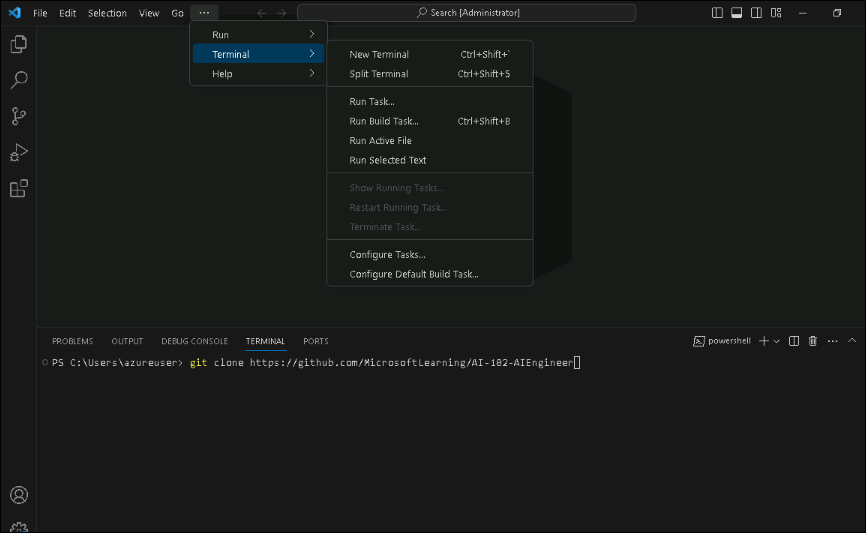 File Edit Selection View Go ... Search [Administrator]
Run
Terminal
Help
New Terminal Ctrl+Shift+`
Split Terminal Ctrl+Shift+5
Run Task...
Run Build Task... Ctrl+Shift+B
Run Active File
Run Selected Text
Show Running Tasks...
Restart Running Task...
Terminate Task...
Configure Tasks...
Configure Default Build Task...
PROBLEMS OUTPUT DEBUG CONSOLE TERMINAL PORTS powershell
PS C:\Users\azureuser> git clone https://github.com/MicrosoftLearning/AI-102-AIEngineer